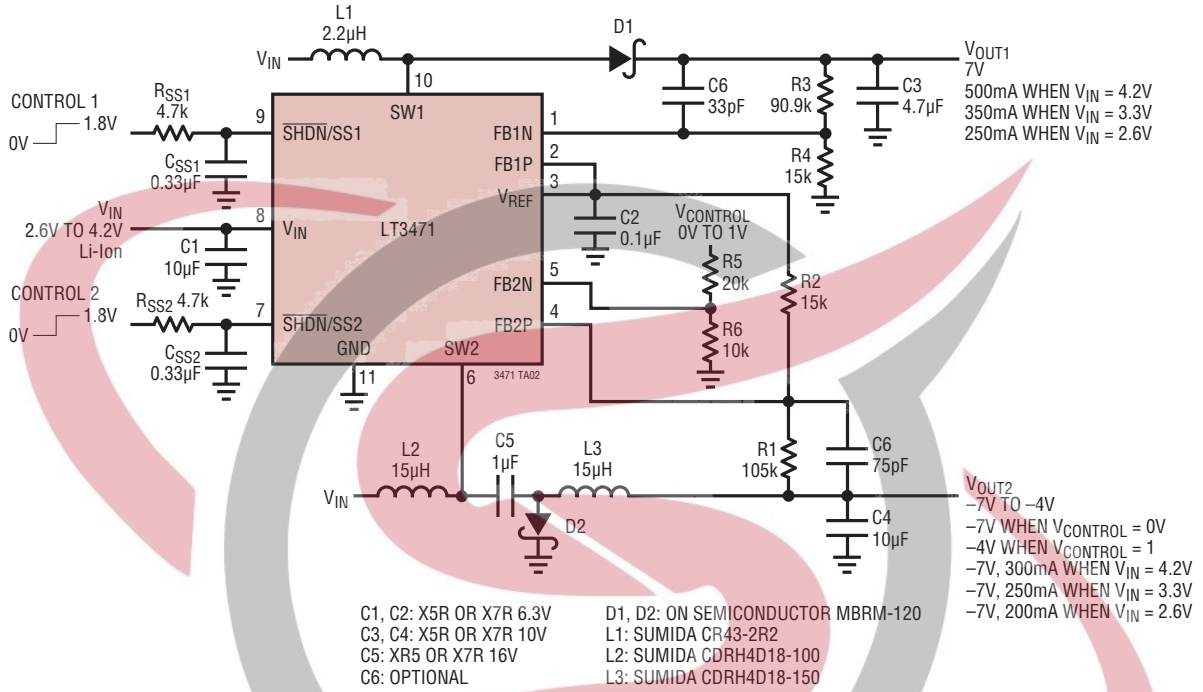 L1
2.2µH
D1
VIN
10
VOUT1
7V
500mA WHEN VIN = 4.2V
350mA WHEN VIN = 3.3V
250mA WHEN VIN = 2.6V
C6
33pF
R3
90.9k
C3
4.7µF
R4
15k
CONTROL 1
1.8V
0V
RSS1
4.7k
CSS1
0.33µF
9
SHDN/SS1
SW1
FB1N
1
FB1P
2
VREF
3
VIN
2.6V TO 4.2V
Li-Ion
C1
10µF
8
VIN
LT3471
C2
0.1µF
VCONTROL
0V TO 1V
R5
20k
R2
15k
FB2N
5
FB2P
4
R6
10k
CONTROL 2
1.8V
0V
RSS2 4.7k
CSS2
0.33µF
7
SHDN/SS2
GND
SW2
11
6
3471 TA02
L2
15µH
C5
1µF
L3
15µH
VIN
D2
R1
105k
C6
75pF
C4
10µF
VOUT2
–7V TO –4V
–7V WHEN VCONTROL = 0V
–4V WHEN VCONTROL = 1
–7V, 300mA WHEN VIN = 4.2V
–7V, 250mA WHEN VIN = 3.3V
–7V, 200mA WHEN VIN = 2.6V
C1, C2: X5R OR X7R 6.3V
C3, C4: X5R OR X7R 10V
C5: XR5 OR X7R 16V
C6: OPTIONAL
D1, D2: ON SEMICONDUCTOR MBRM-120
L1: SUMIDA CR43-2R2
L2: SUMIDA CDRH4D18-100
L3: SUMIDA CDRH4D18-150